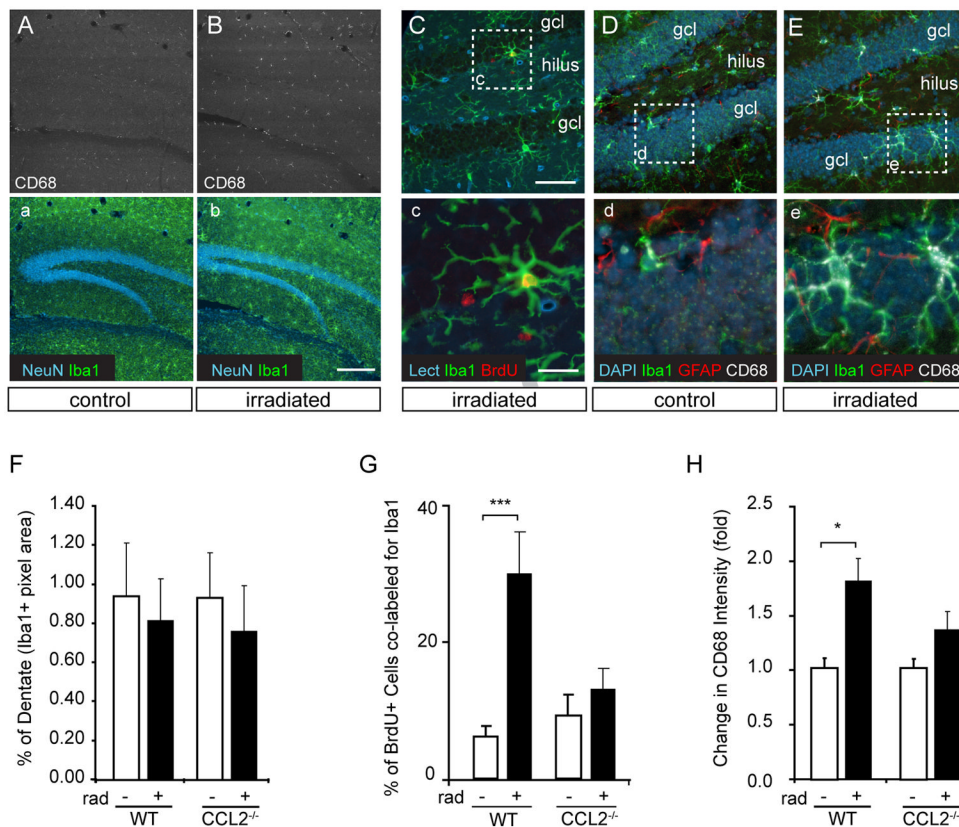 A
CD68
B
CD68
a
NeuN Iba1
b
NeuN Iba1
control
irradiated
C
gcl
c
hilus
gcl
c
Lect Iba1 BrdU
irradiated
D
gcl
hilus
gcl
d
d
DAPI Iba1 GFAP CD68
control
E
gcl
hilus
gcl
e
e
DAPI Iba1 GFAP CD68
irradiated
F
% of Dentate (Iba1+ pixel area)
1.40
1.20
1.00
0.80
0.60
0.40
0.20
0.00
rad - + - +
WT CCL2-/-
G
% of BrdU+ Cells co-labeled for Iba1
40
20
0
***
rad - + - +
WT CCL2-/-
H
Change in CD68 Intensity (fold)
2.5
2.0
1.5
1.0
0.5
0.0
*
rad - + - +
WT CCL2-/-